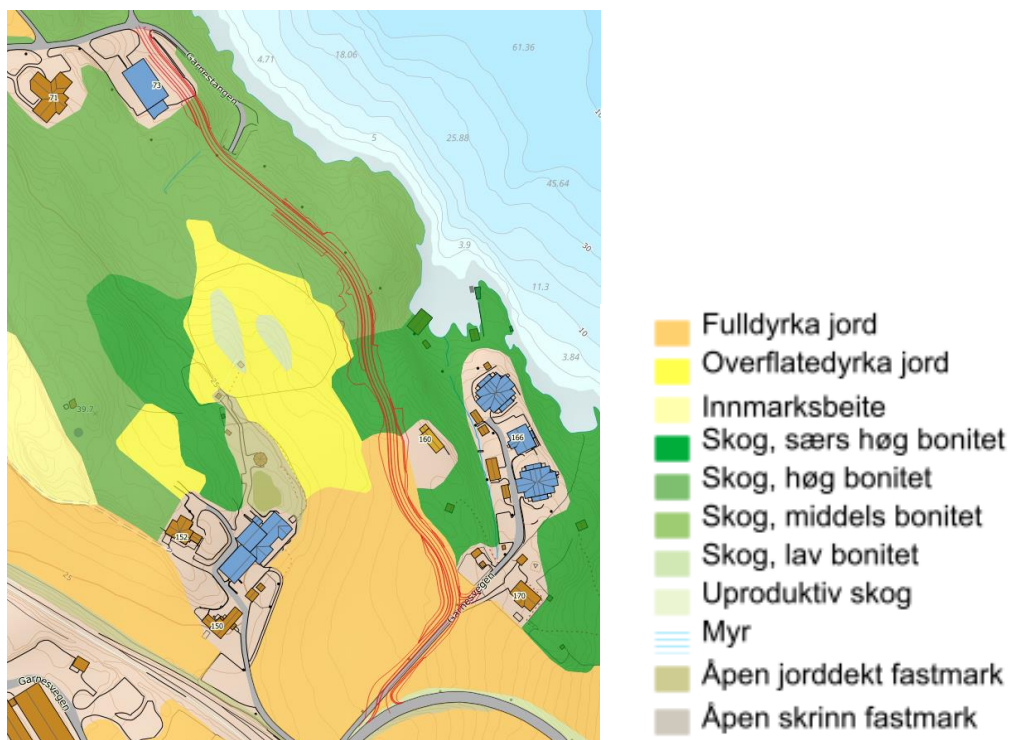 61.36
18.06
4.71
Garnestangen
71
73
10
5
25.88
45.64
3.9
30
11.3
10
3.84
25
39.7
160
166
152
150
170
25
Garnesvegen
Garnesvegen
Fulldyrka jord
Overflatedyrka jord
Innmarksbeite
Skog, særs høg bonitet
Skog, høg bonitet
Skog, middels bonitet
Skog, lav bonitet
Uproduktiv skog
Myr
Åpen jorddekt fastmark
Åpen skrinn fastmark